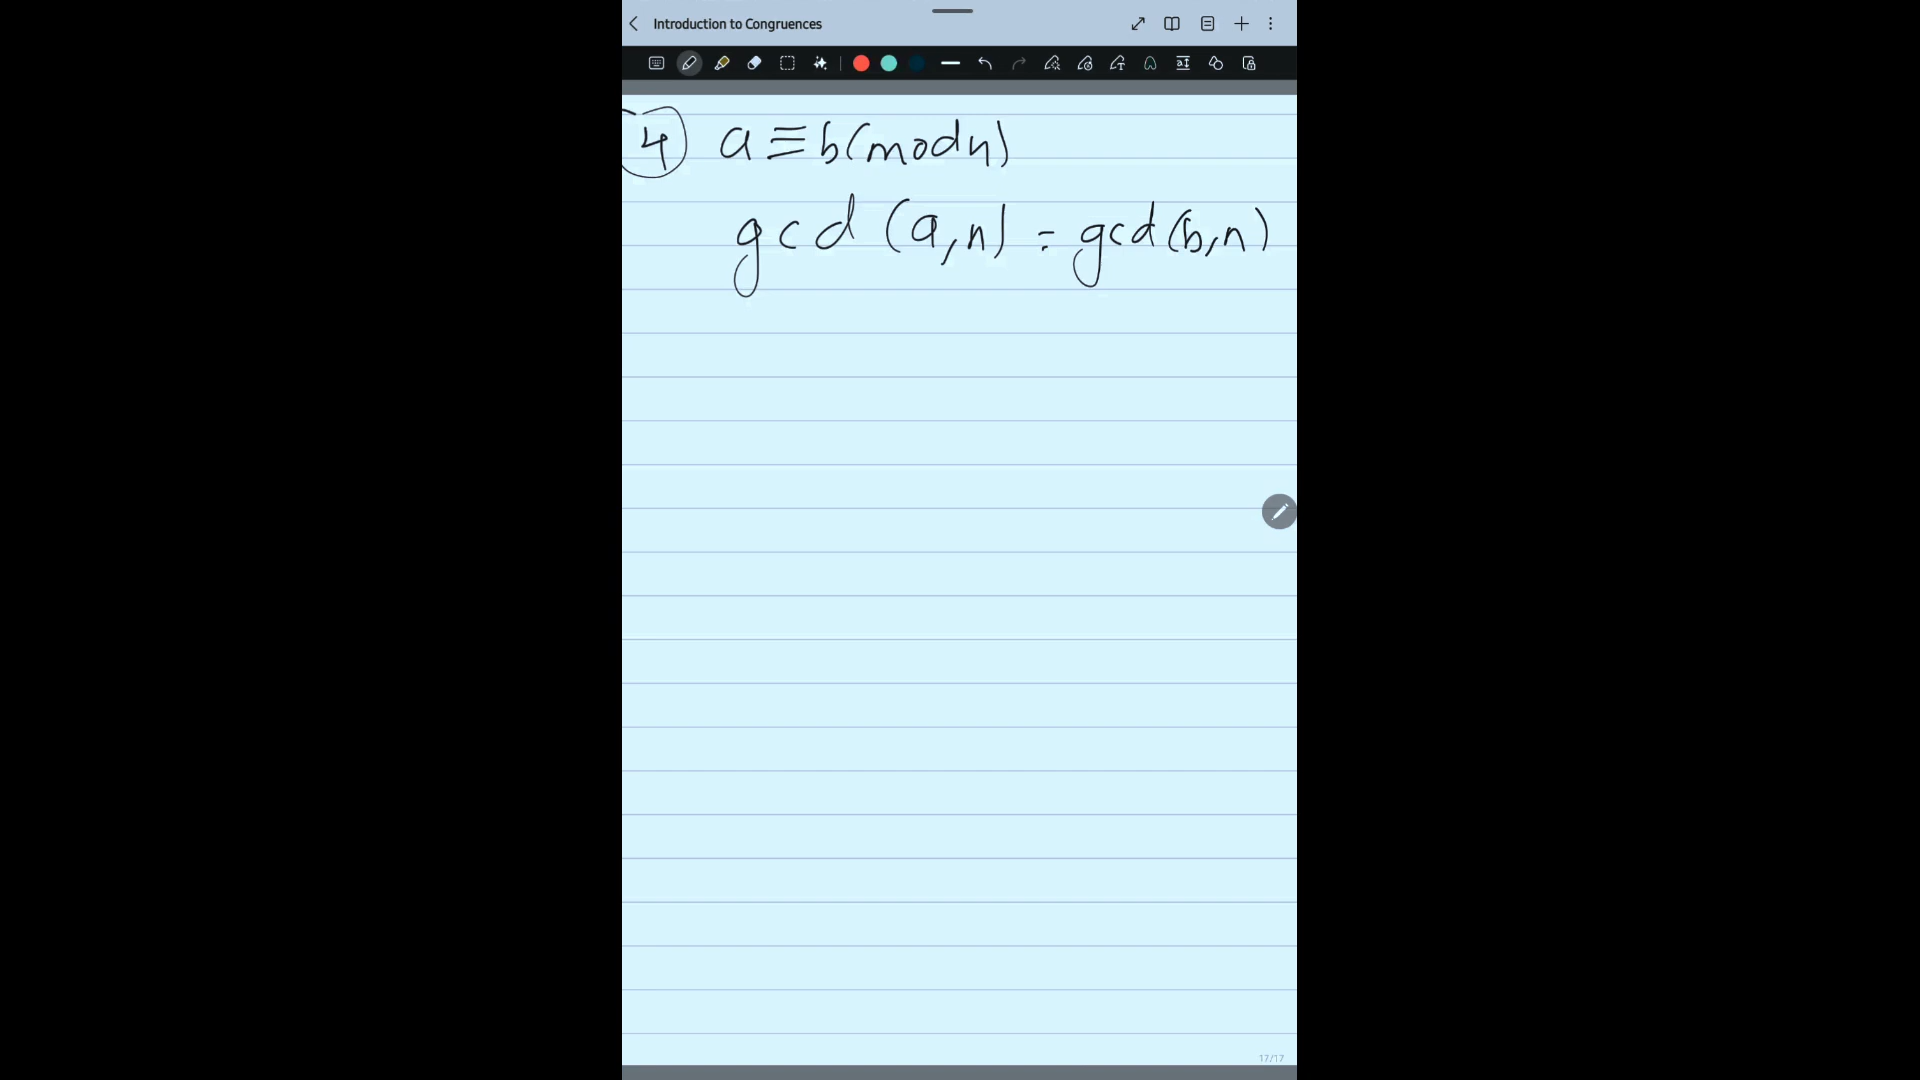 Introduction to Congruences
4 a ≡ b (mod n)
gcd (a, n) = gcd (b, n)
17/17